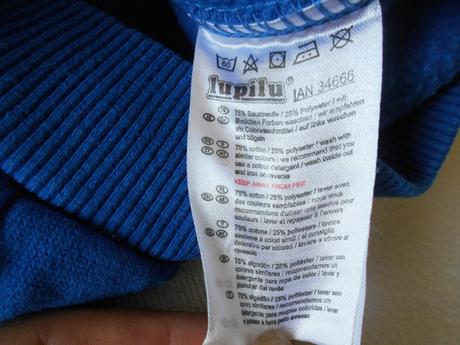 60
lupilu ® IAN 34666
75% Baumwolle / 25% Polyester / mit
ähnlichen Farben waschen / wir empfehlen
ein Colorwaschmittel / auf links waschen
und bügeln
75% cotton / 25% polyester / wash with
similar colours / we recommend that you
use a colour detergent / wash inside out
and iron on reverse
KEEP AWAY FROM FIRE
75% coton / 25% polyester / laver avec
des couleurs semblables / nous vous
recommandons d'utiliser une lessive pour
couleurs / laver et repasser à l'envers
75% cotone / 25% poliestere / lavare
assieme a colori simili / si consiglia
detersivo per colorati / lavare e stirare a
rovescio
75% algodón / 25% poliéster / lavar con
colores similares / recomendamos un
detergente para la ropa de color / lavar y
planchar del revés
75% algodão / 25% poliéster / lavar com
cores similares / recomendamos um
detergente para roupas coloridas / lavar
e passar a ferro pelo avesso